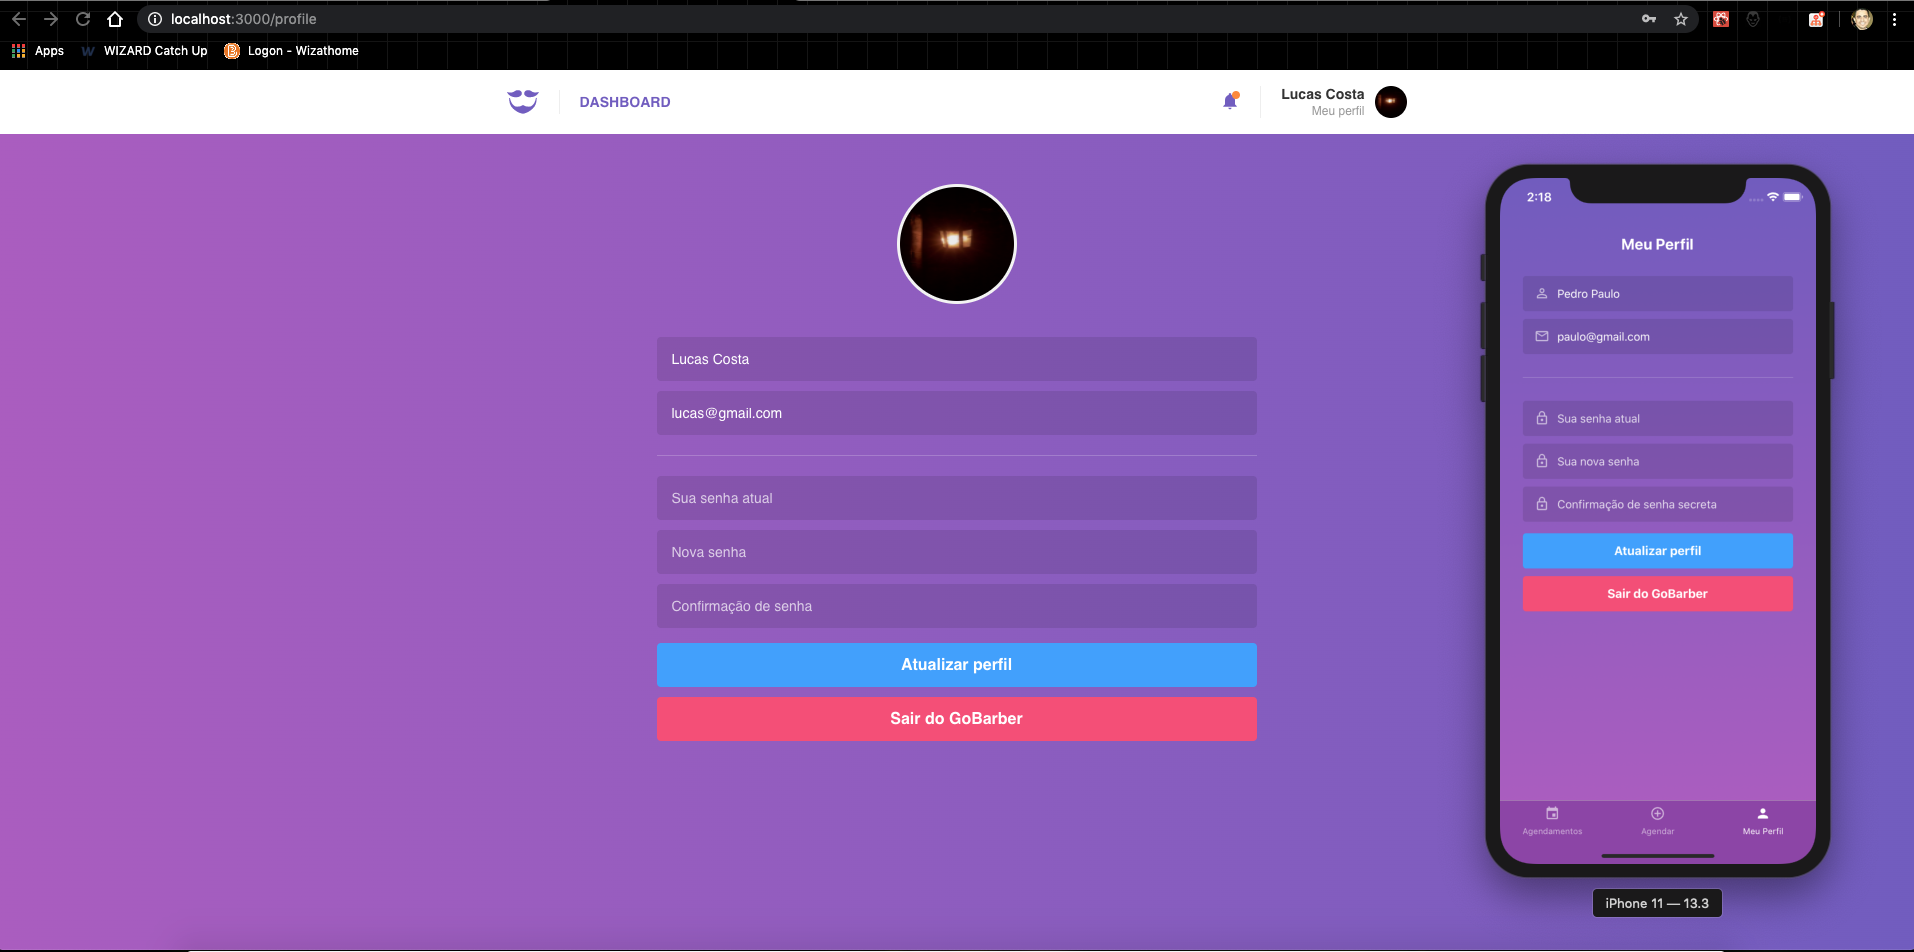 localhost:3000/profile
Apps
WIZARD Catch Up
Logon - Wizathome
DASHBOARD
Lucas Costa
Meu perfil
Lucas Costa
lucas@gmail.com
Sua senha atual
Nova senha
Confirmação de senha
Atualizar perfil
Sair do GoBarber
2:18
Meu Perfil
Pedro Paulo
paulo@gmail.com
Sua senha atual
Sua nova senha
Confirmação de senha secreta
Atualizar perfil
Sair do GoBarber
Agendamentos
Agendar
Meu Perfil
iPhone 11 — 13.3